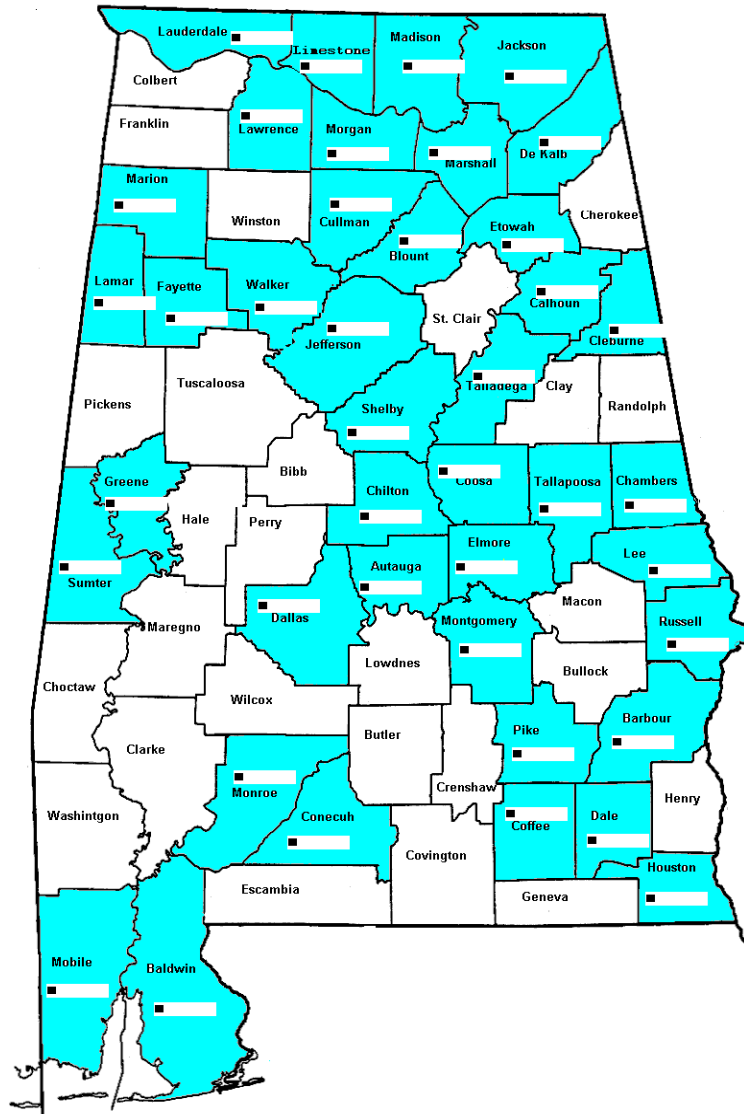 Lauderdale
Limestone
Madison
Jackson
Colbert
Franklin
Lawrence
Morgan
Marshall
De Kalb
Marion
Winston
Cullman
Blount
Etowah
Cherokee
Lamar
Fayette
Walker
Jefferson
St. Clair
Calhoun
Cleburne
Pickens
Tuscaloosa
Shelby
Talladega
Clay
Randolph
Bibb
Greene
Hale
Perry
Chilton
Coosa
Tallapoosa
Chambers
Sumter
Autauga
Elmore
Lee
Maregno
Dallas
Montgomery
Macon
Russell
Choctaw
Lowdnes
Bullock
Wilcox
Clarke
Butler
Crenshaw
Pike
Barbour
Washintgon
Monroe
Conecuh
Covington
Coffee
Dale
Henry
Escambia
Geneva
Houston
Mobile
Baldwin